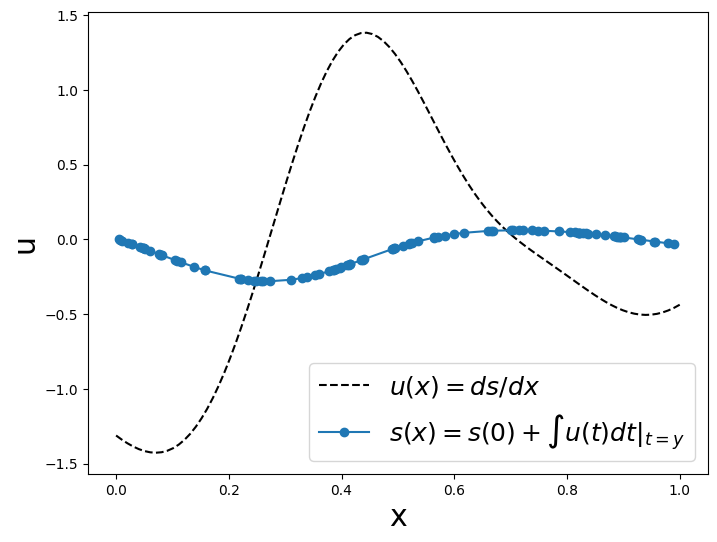 1.5
1.0
0.5
0.0
−0.5
−1.0
−1.5
u
0.0 0.2 0.4 0.6 0.8 1.0
x
u(x) = ds/dx
s(x) = s(0) + ∫u(t)dt|_{t=y}